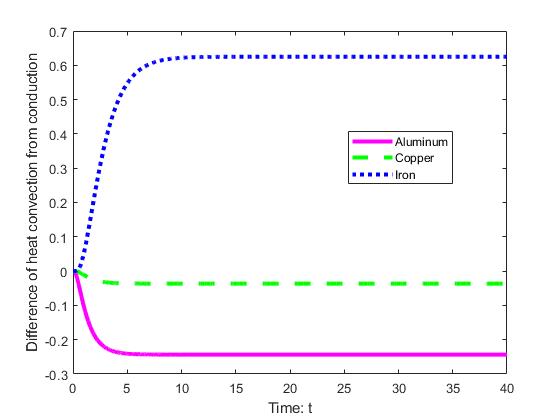 Difference of heat convection from conduction
0.7
0.6
0.5
0.4
0.3
0.2
0.1
0
-0.1
-0.2
-0.3
Aluminum
Copper
Iron
0 5 10 15 20 25 30 35 40
Time: t